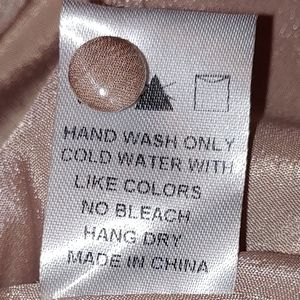 HAND WASH ONLY
COLD WATER WITH
LIKE COLORS
NO BLEACH
HANG DRY
MADE IN CHINA